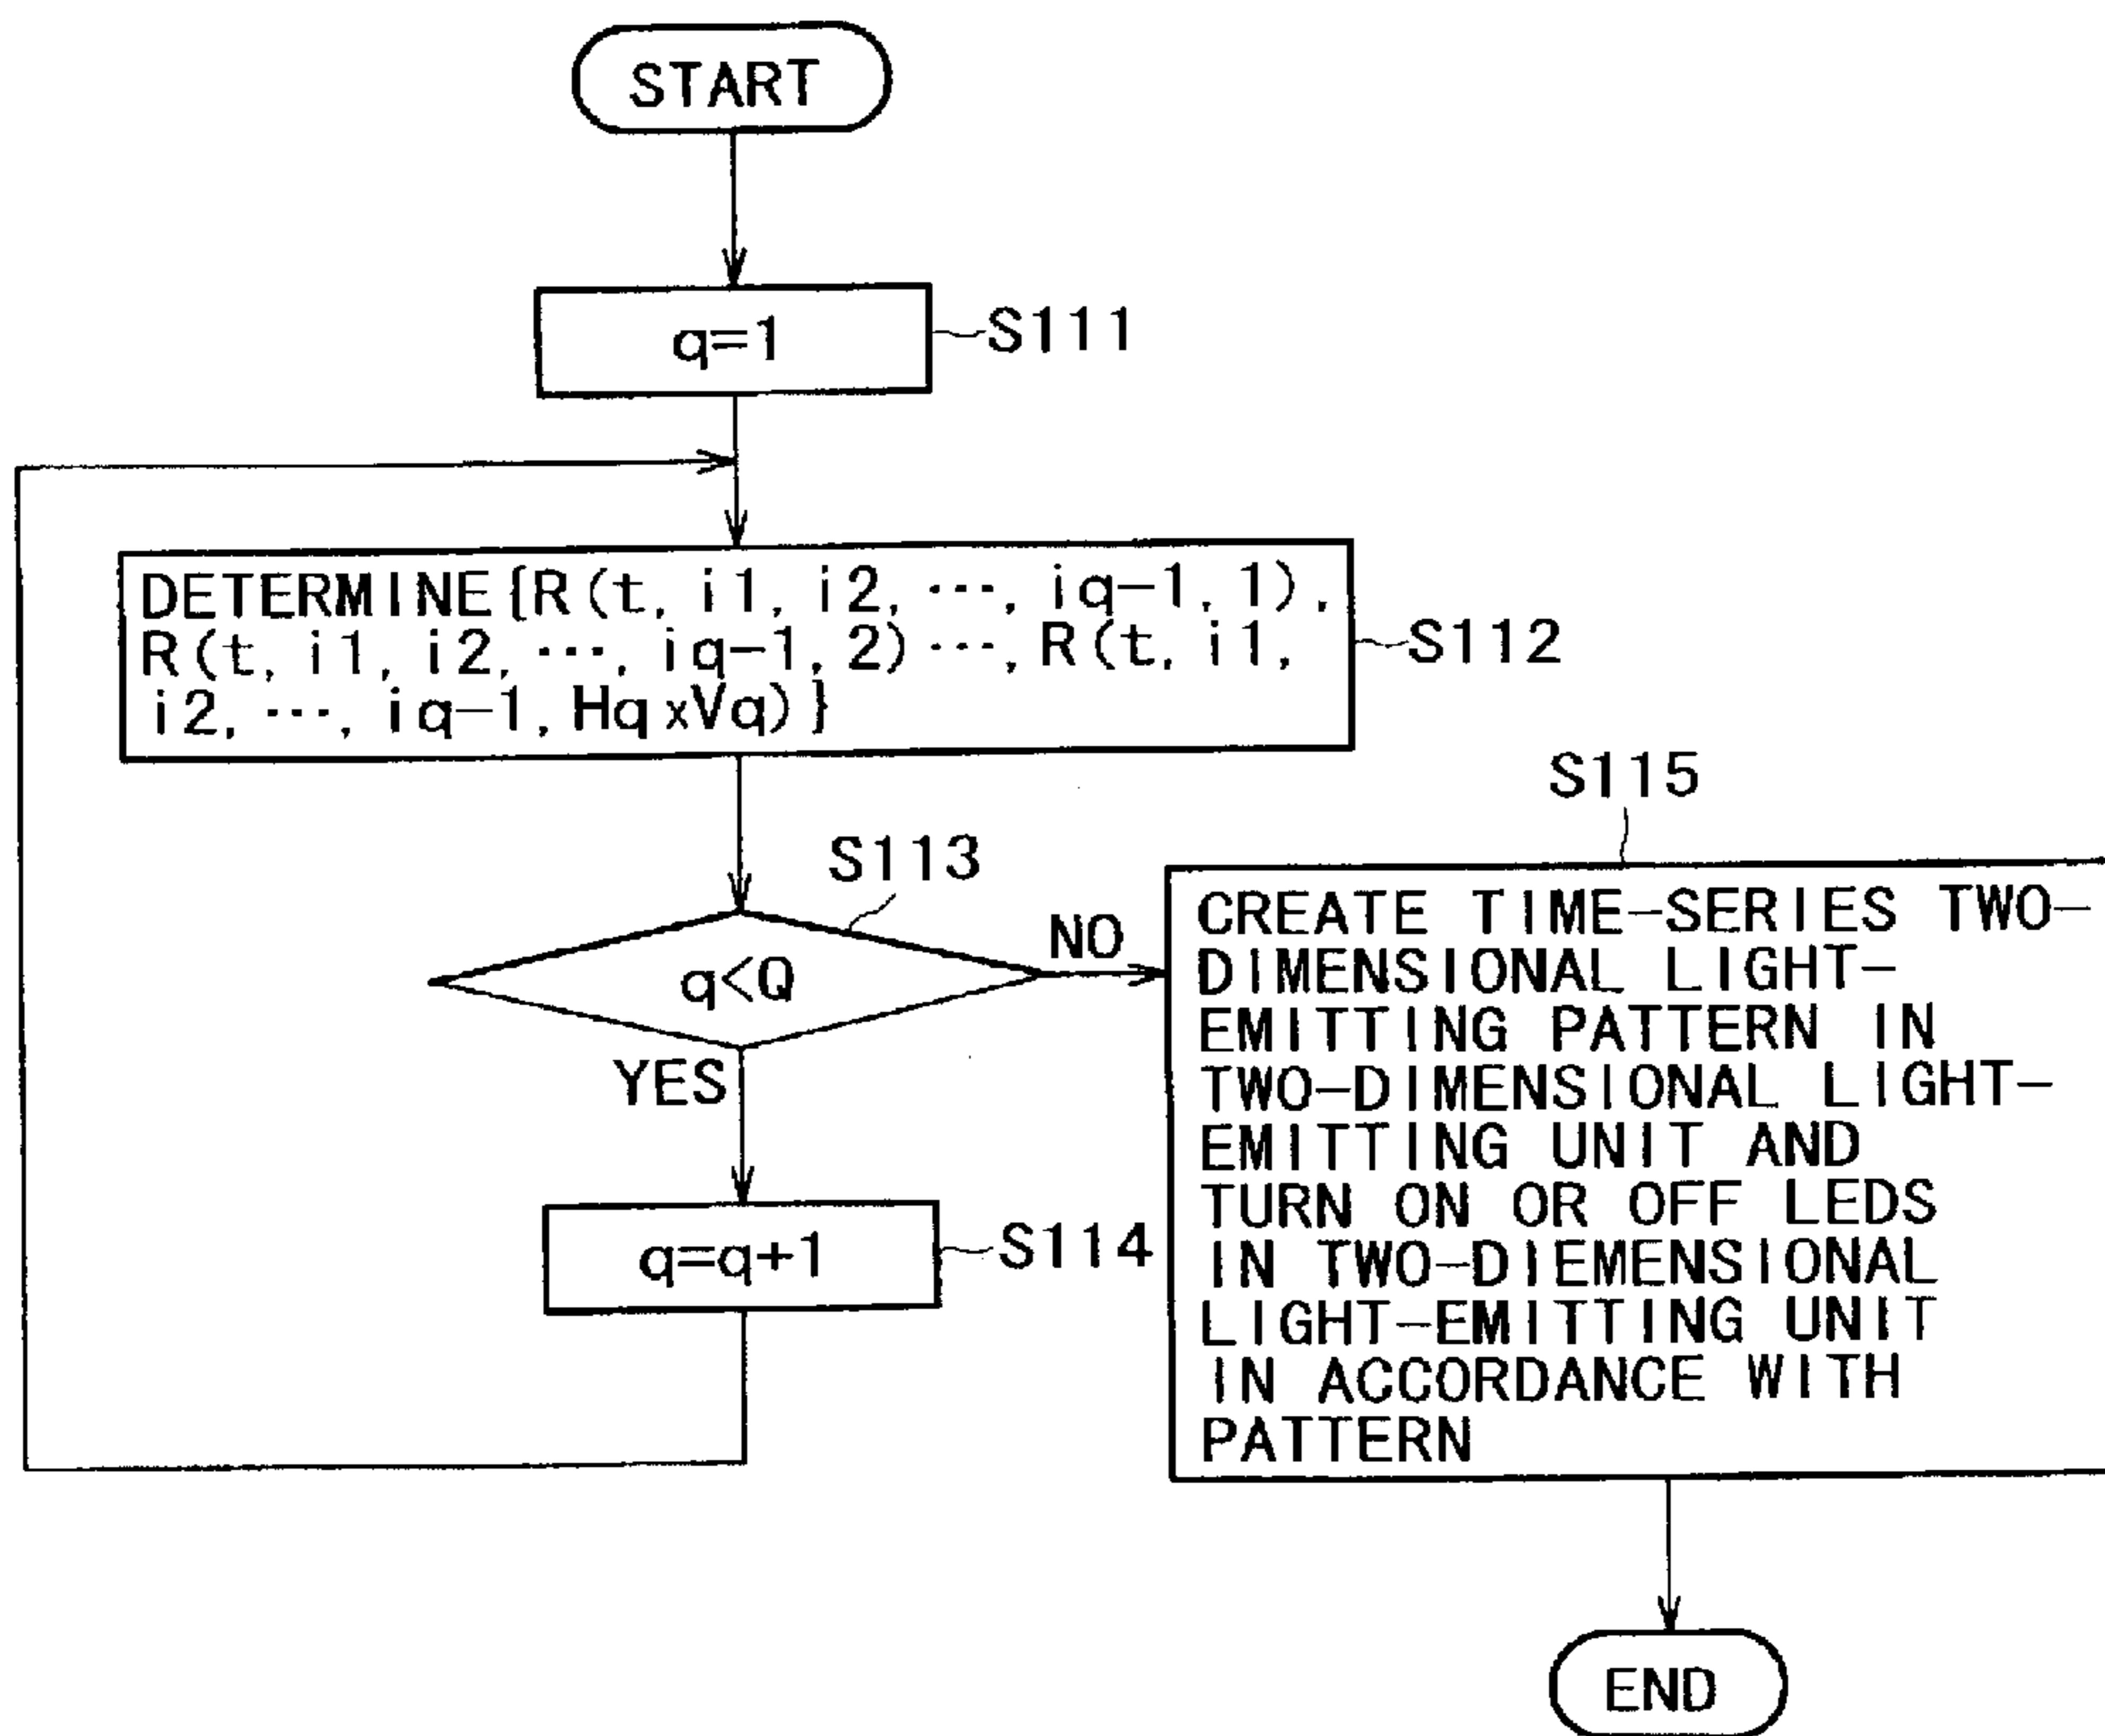 START
q=1
S111
DETERMINE{R(t, i1, i2, ⋯, iq-1, 1),
R(t, i1, i2, ⋯, iq-1, 2)⋯, R(t, i1,
i2, ⋯, iq-1, Hq×Vq)}
S112
S113
q<Q
NO
YES
q=q+1
S114
S115
CREATE TIME-SERIES TWO-
DIMENSIONAL LIGHT-
EMITTING PATTERN IN
TWO-DIMENSIONAL LIGHT-
EMITTING UNIT AND
TURN ON OR OFF LEDS
IN TWO-DIEMENSIONAL
LIGHT-EMITTING UNIT
IN ACCORDANCE WITH
PATTERN
END